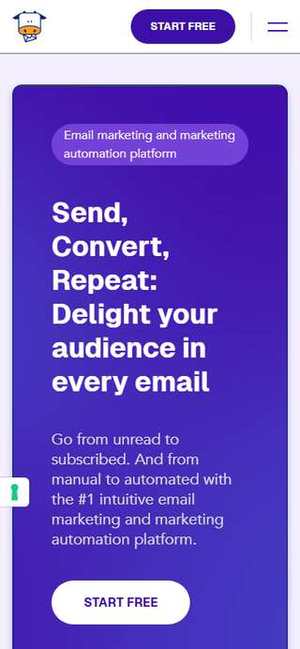 START FREE
Email marketing and marketing
automation platform
Send,
Convert,
Repeat:
Delight your
audience in
every email
Go from unread to
subscribed. And from
manual to automated with
the #1 intuitive email
marketing and marketing
automation platform.
START FREE